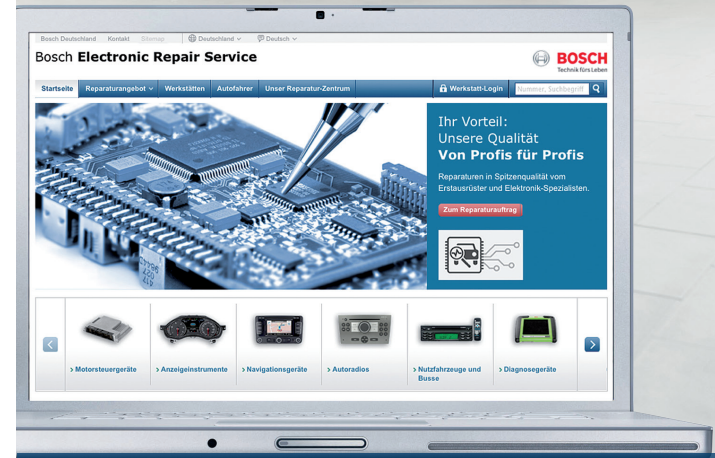 Bosch Deutschland Kontakt Sitemap Deutschland Deutsch
Bosch Electronic Repair Service
BOSCH
Technik fürs Leben
Startseite Reparaturangebot Werkstätten Autofahrer Unser Reparatur-Zentrum Werkstatt-Login Nummer, Suchbegriff
Ihr Vorteil:
Unsere Qualität
Von Profis für Profis
Reparaturen in Spitzenqualität vom
Erstausrüster und Elektronik-Spezialisten.
Zum Reparaturauftrag
> Motorsteuergeräte > Anzeigeinstrumente > Navigationsgeräte > Autoradios > Nutzfahrzeuge und Busse > Diagnosegeräte